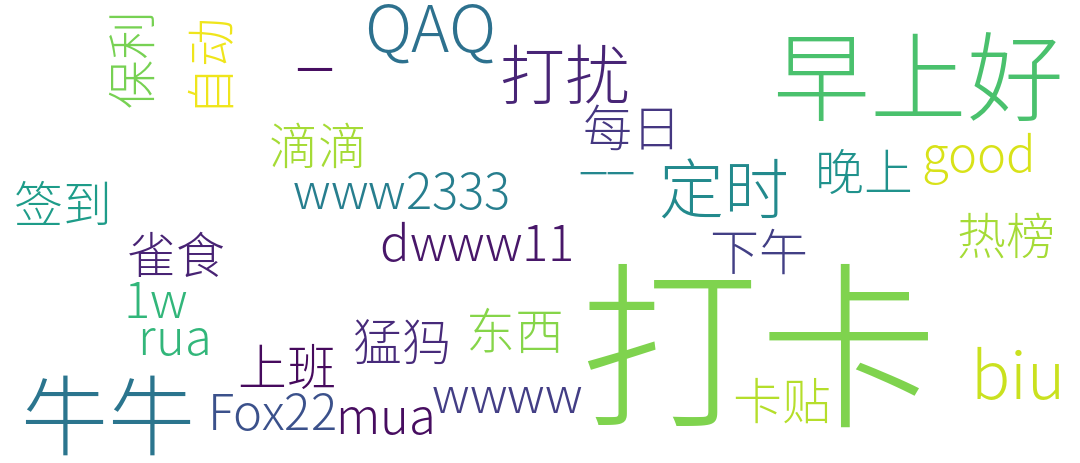 保利
自动
一
QAQ
打扰
早上好
滴滴
每日
一一
定时
晚上
good
签到
www2333
雀食
dwww11
下午
热榜
1w
rua
上班
猛犸
东西
打卡
牛牛
Fox22
mua
wwww
卡贴
biu